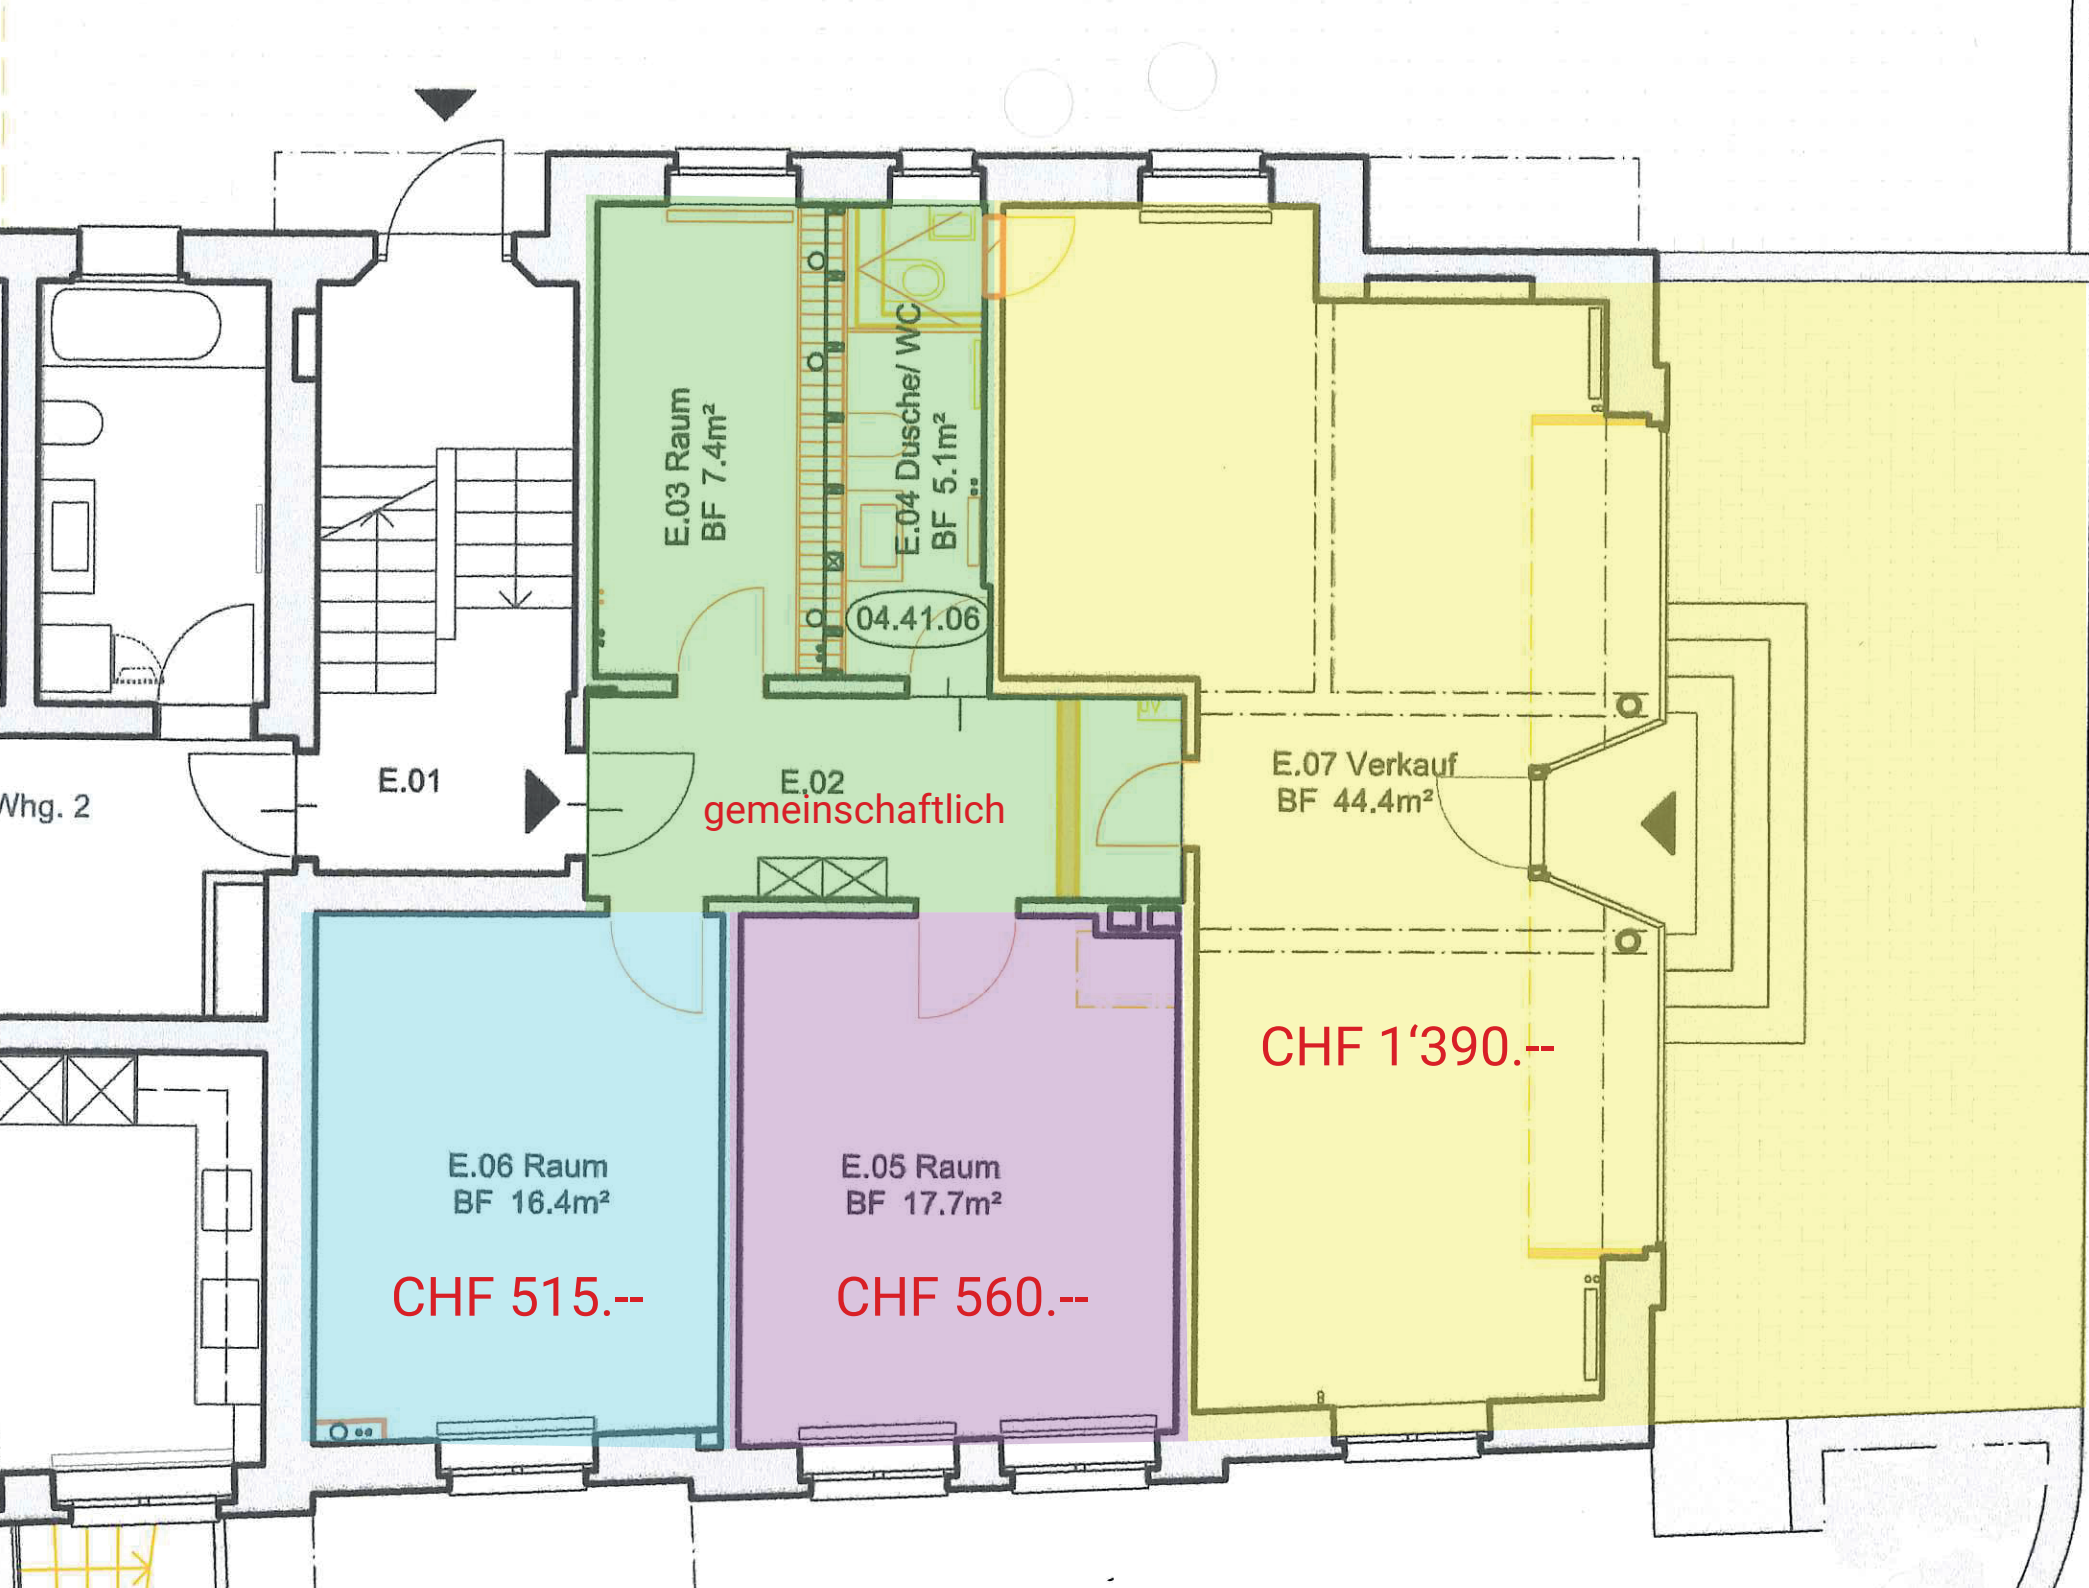 E.03 Raum
BF 7.4m²
E.04 Dusche/ WC
BF 5.1m²
04.41.06
UV
E.01
E.02
gemeinschaftlich
Whg. 2
E.07 Verkauf
BF 44.4m²
CHF 1‘390.--
E.06 Raum
BF 16.4m²
CHF 515.--
E.05 Raum
BF 17.7m²
CHF 560.--